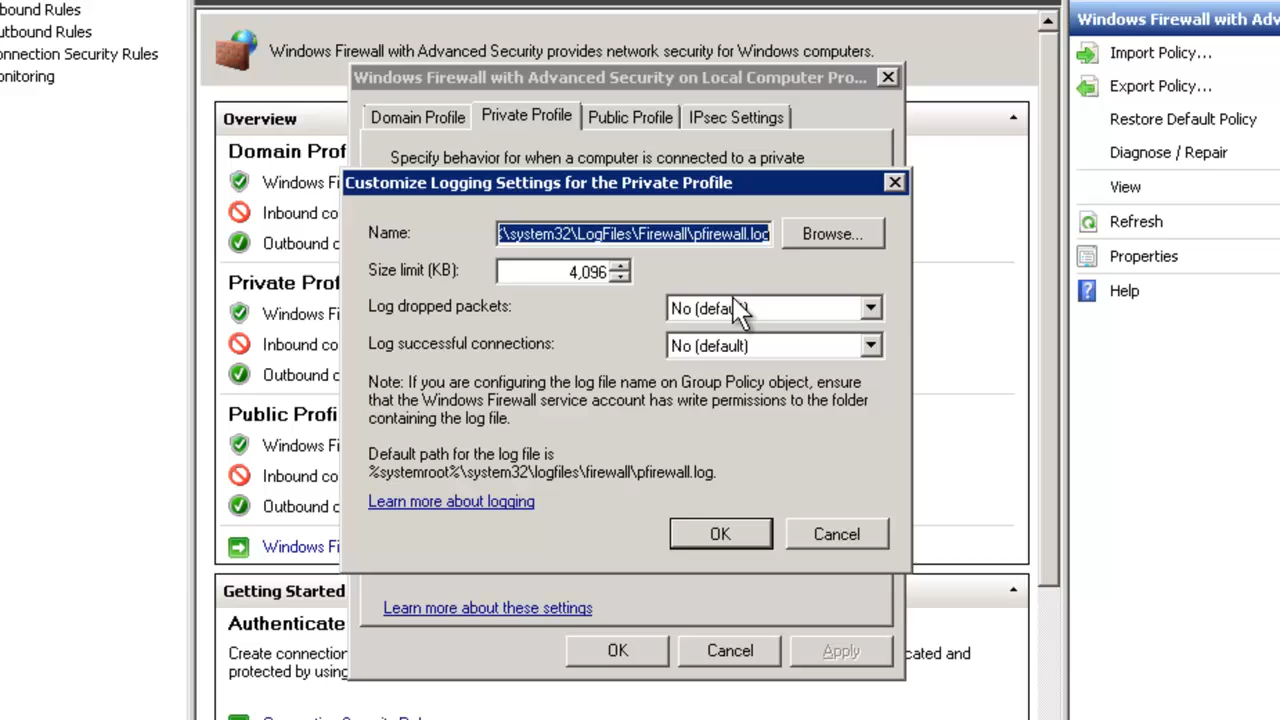 bound Rules
utbound Rules
onnection Security Rules
onitoring
Windows Firewall with Advanced Security provides network security for Windows computers.
Overview
Domain Prof
Windows Fi
Inbound co
Outbound c
Private Prof
Windows Fi
Inbound co
Outbound c
Public Profi
Windows Fi
Inbound co
Outbound c
Windows Fi
Getting Started
Authenticate
Create connection
cated and
protected by using
Windows Firewall with Advanced Security on Local Computer Pro...
Domain Profile
Private Profile
Public Profile
IPsec Settings
Specify behavior for when a computer is connected to a private
Customize Logging Settings for the Private Profile
Name:
\system32\LogFiles\Firewall\pfirewall.log
Browse...
Size limit (KB):
4,096
Log dropped packets:
No (default)
Log successful connections:
No (default)
Note: If you are configuring the log file name on Group Policy object, ensure
that the Windows Firewall service account has write permissions to the folder
containing the log file.
Default path for the log file is
%systemroot%\system32\logfiles\firewall\pfirewall.log.
Learn more about logging
OK
Cancel
Learn more about these settings
OK
Cancel
Apply
Windows Firewall with Adv
Import Policy...
Export Policy...
Restore Default Policy
Diagnose / Repair
View
Refresh
Properties
Help